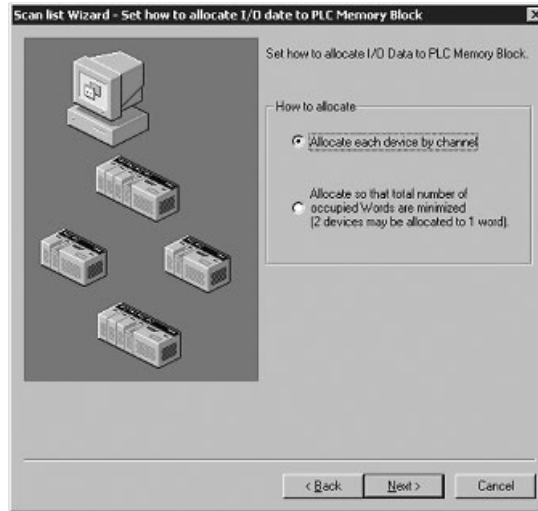 Scan list Wizard - Set how to allocate I/O date to PLC Memory Block
Set how to allocate I/O Data to PLC Memory Block.
How to allocate
Allocate each device by channel
Allocate so that total number of
occupied Words are minimized
(2 devices may be allocated to 1 word).
< Back
Next >
Cancel